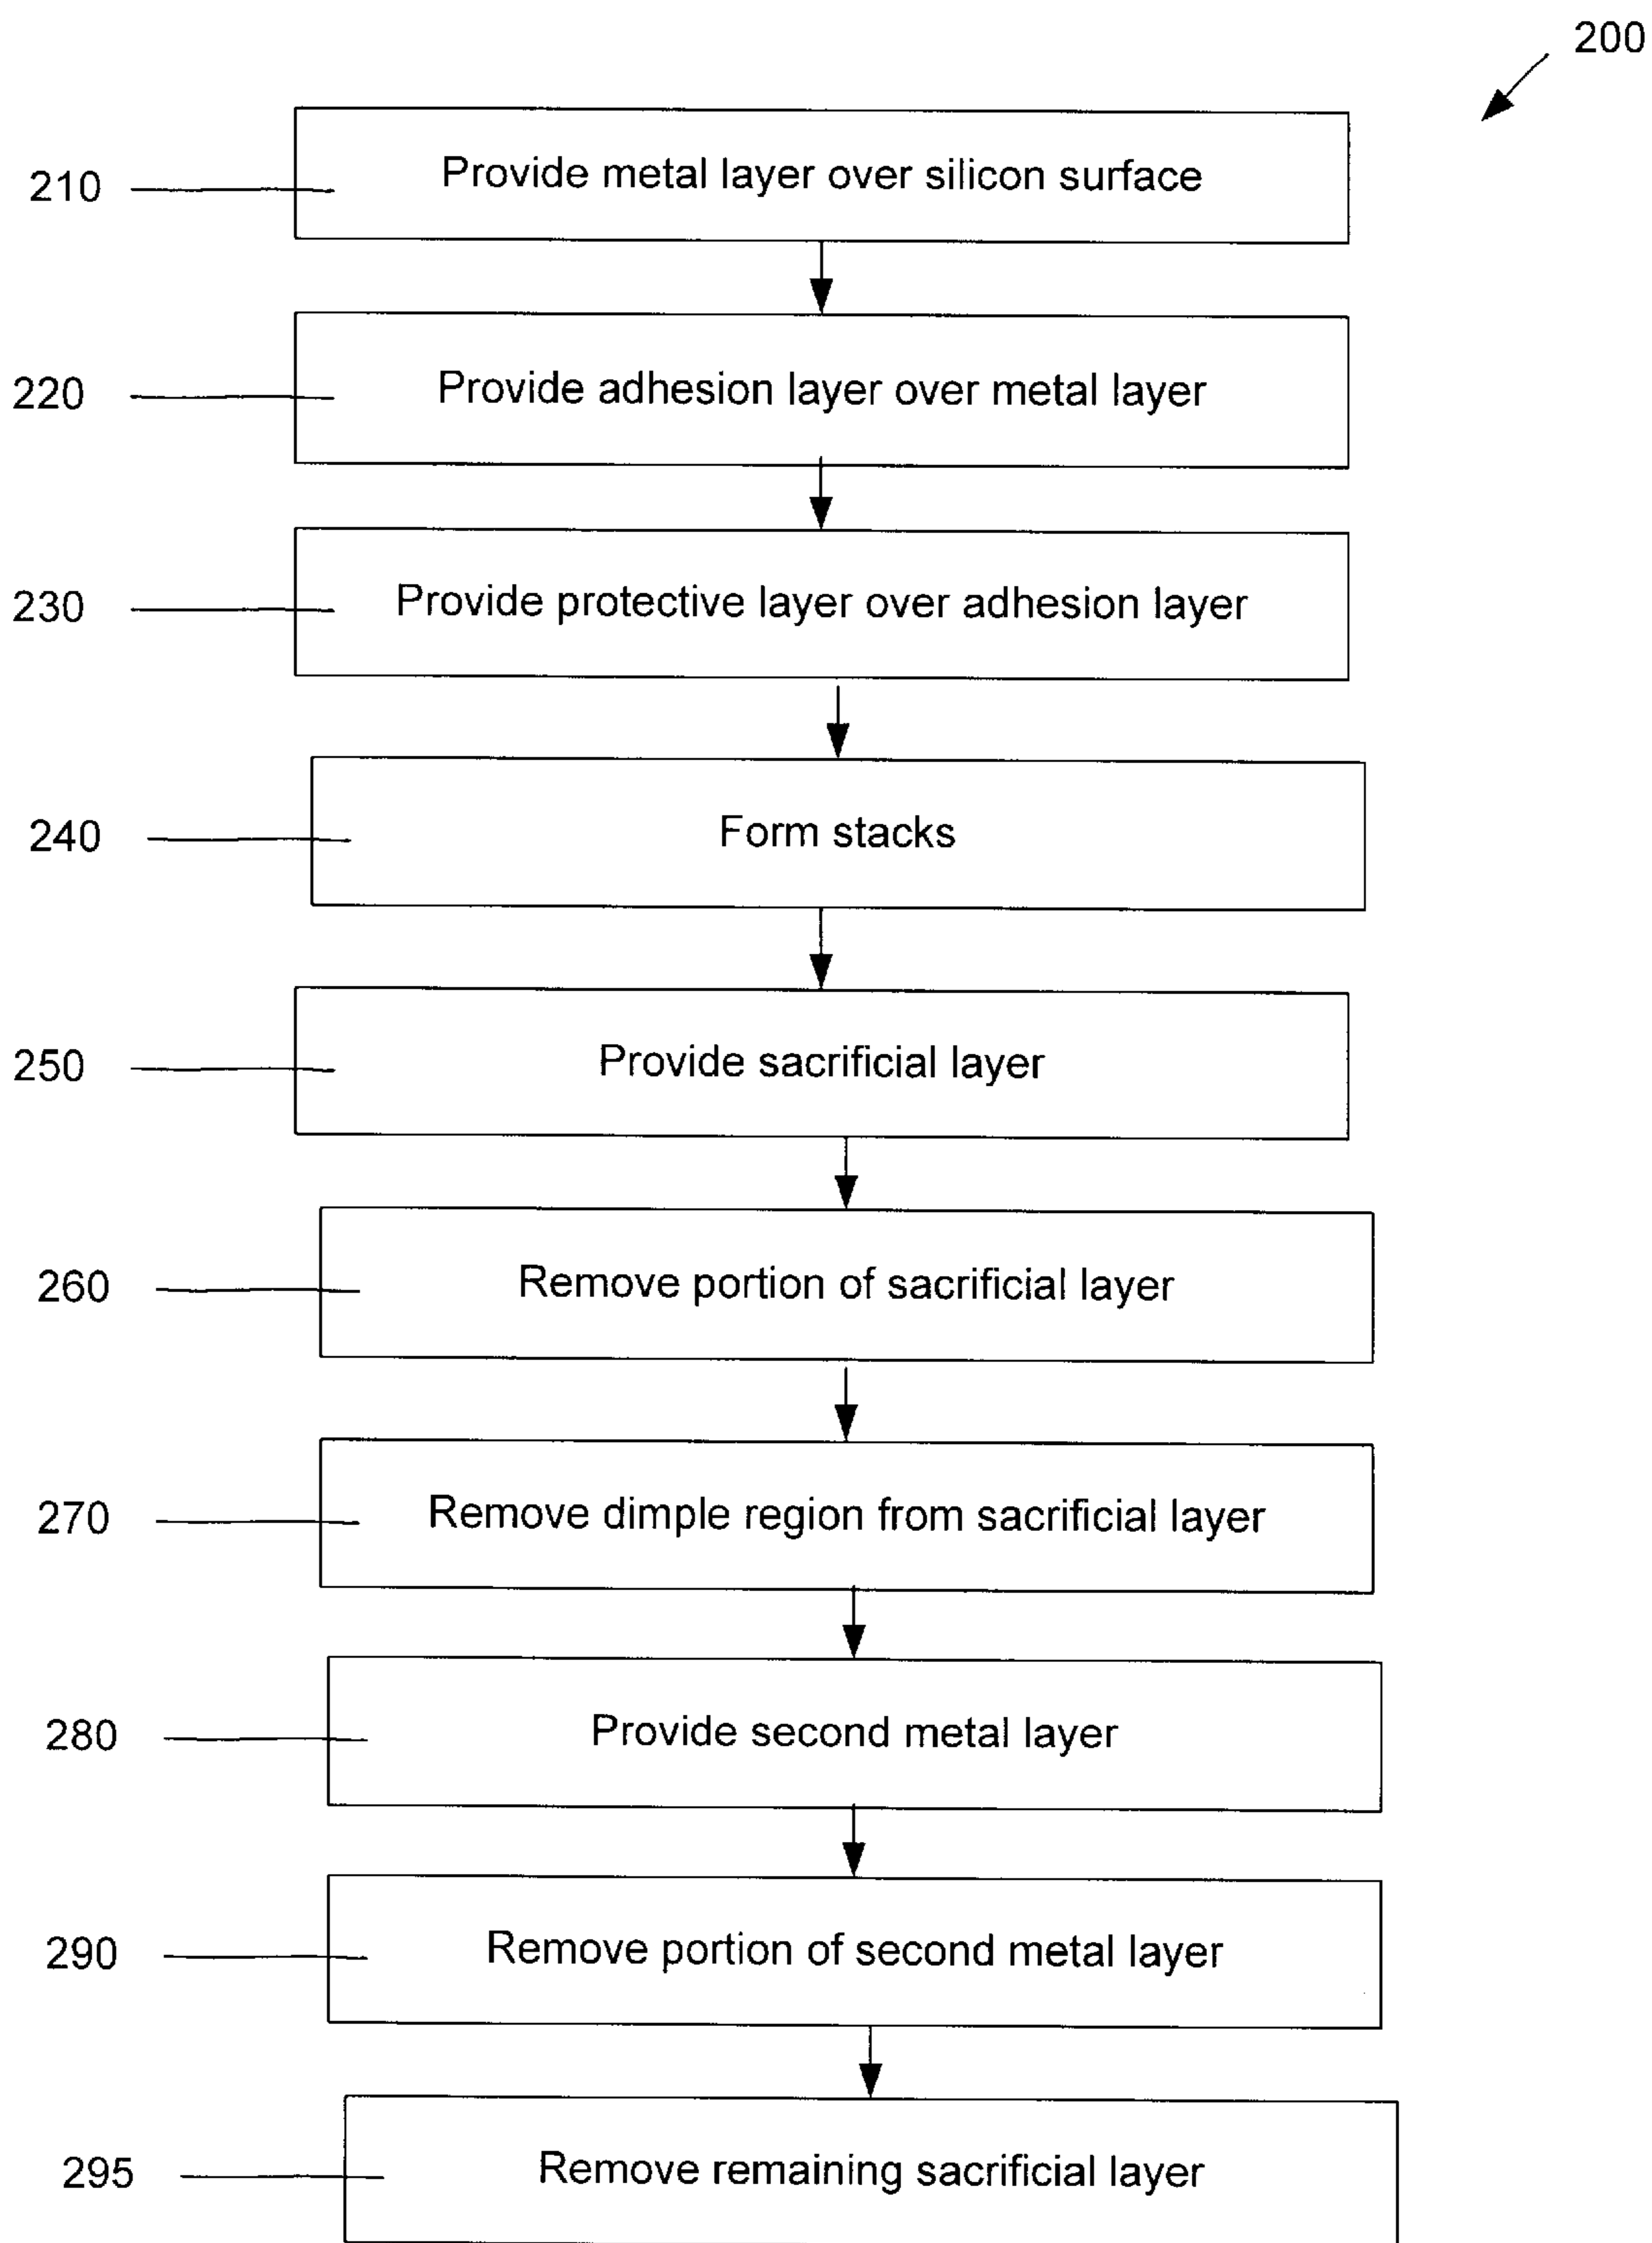 200
210 Provide metal layer over silicon surface
220 Provide adhesion layer over metal layer
230 Provide protective layer over adhesion layer
240 Form stacks
250 Provide sacrificial layer
260 Remove portion of sacrificial layer
270 Remove dimple region from sacrificial layer
280 Provide second metal layer
290 Remove portion of second metal layer
295 Remove remaining sacrificial layer